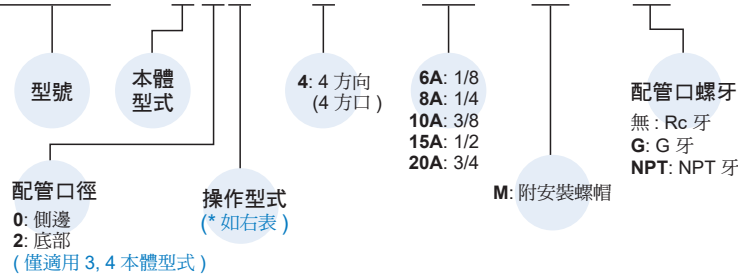 型號
本體
型式
4: 4 方向
(4 方口)
6A: 1/8
8A: 1/4
10A: 3/8
15A: 1/2
20A: 3/4
配管口螺牙
無 : Rc 牙
G: G 牙
NPT: NPT 牙
配管口徑
0: 側邊
2: 底部
( 僅適用 3, 4 本體型式 )
操作型式
(* 如右表 )
M: 附安裝螺帽